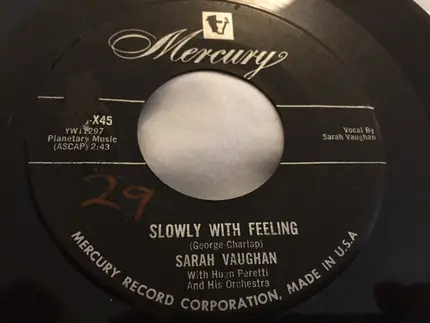 Mercury
-X45
YW11297
Planetary Music
(ASCAP) 2:43
Vocal By
Sarah Vaughan
29
SLOWLY WITH FEELING
(George-Charlap)
SARAH VAUGHAN
With Hugo Peretti
And His Orchestra
MERCURY RECORD CORPORATION, MADE IN U.S.A